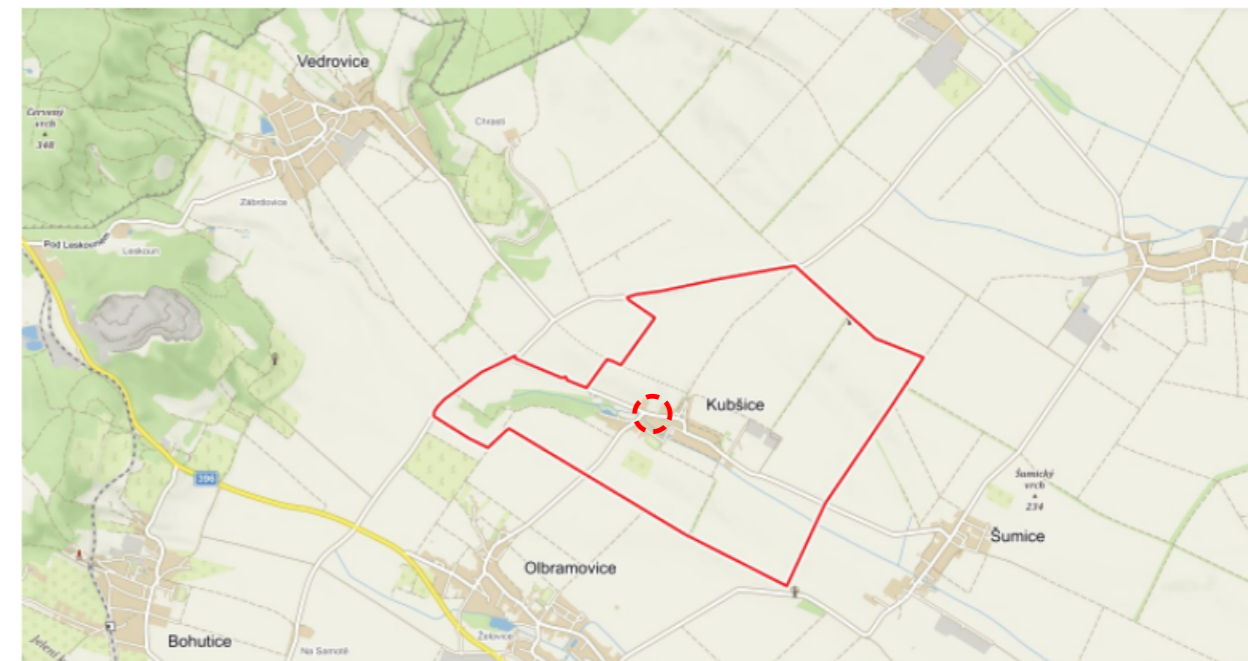 Vedrovice
Červený
vrch
348
Chrasti
Zábrdovice
Pod Leskounem
Leskoun
Kubšice
396
Šumický
vrch
234
Šumice
Olbramovice
Želovice
Bohutice
Na Samotě